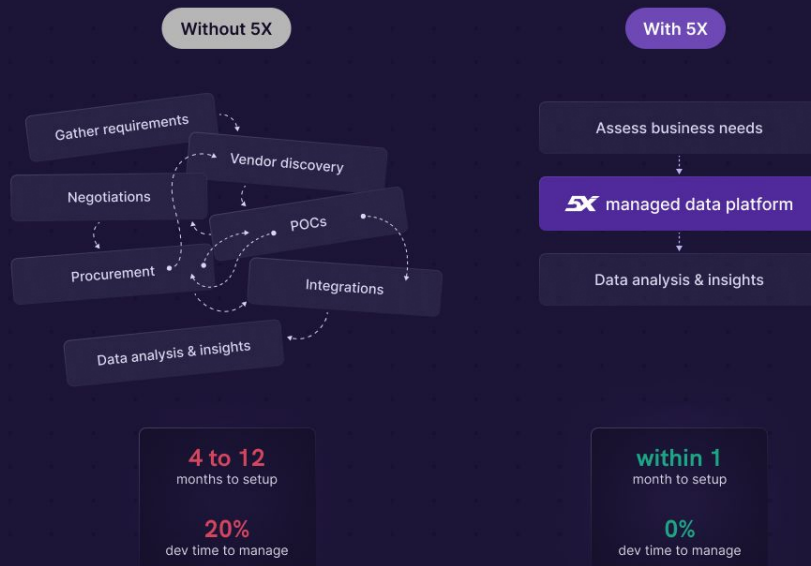 Without 5X
With 5X
Gather requirements
Vendor discovery
Negotiations
POCs
Procurement
Integrations
Data analysis & insights
Assess business needs
5X managed data platform
Data analysis & insights
4 to 12
months to setup
20%
dev time to manage
within 1
month to setup
0%
dev time to manage